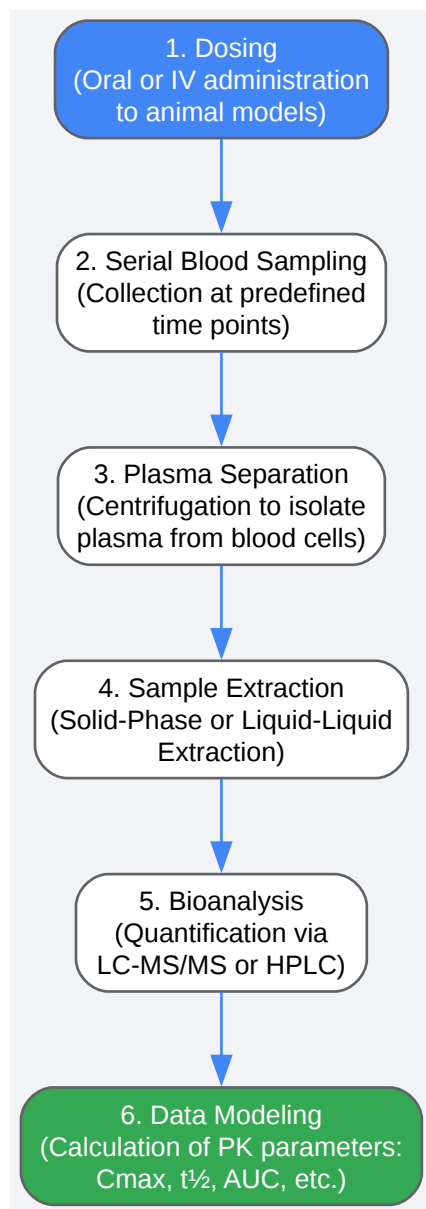 1. Dosing
(Oral or IV administration
to animal models)
2. Serial Blood Sampling
(Collection at predefined
time points)
3. Plasma Separation
(Centrifugation to isolate
plasma from blood cells)
4. Sample Extraction
(Solid-Phase or Liquid-Liquid
Extraction)
5. Bioanalysis
(Quantification via
LC-MS/MS or HPLC)
6. Data Modeling
(Calculation of PK parameters:
Cmax, t½, AUC, etc.)